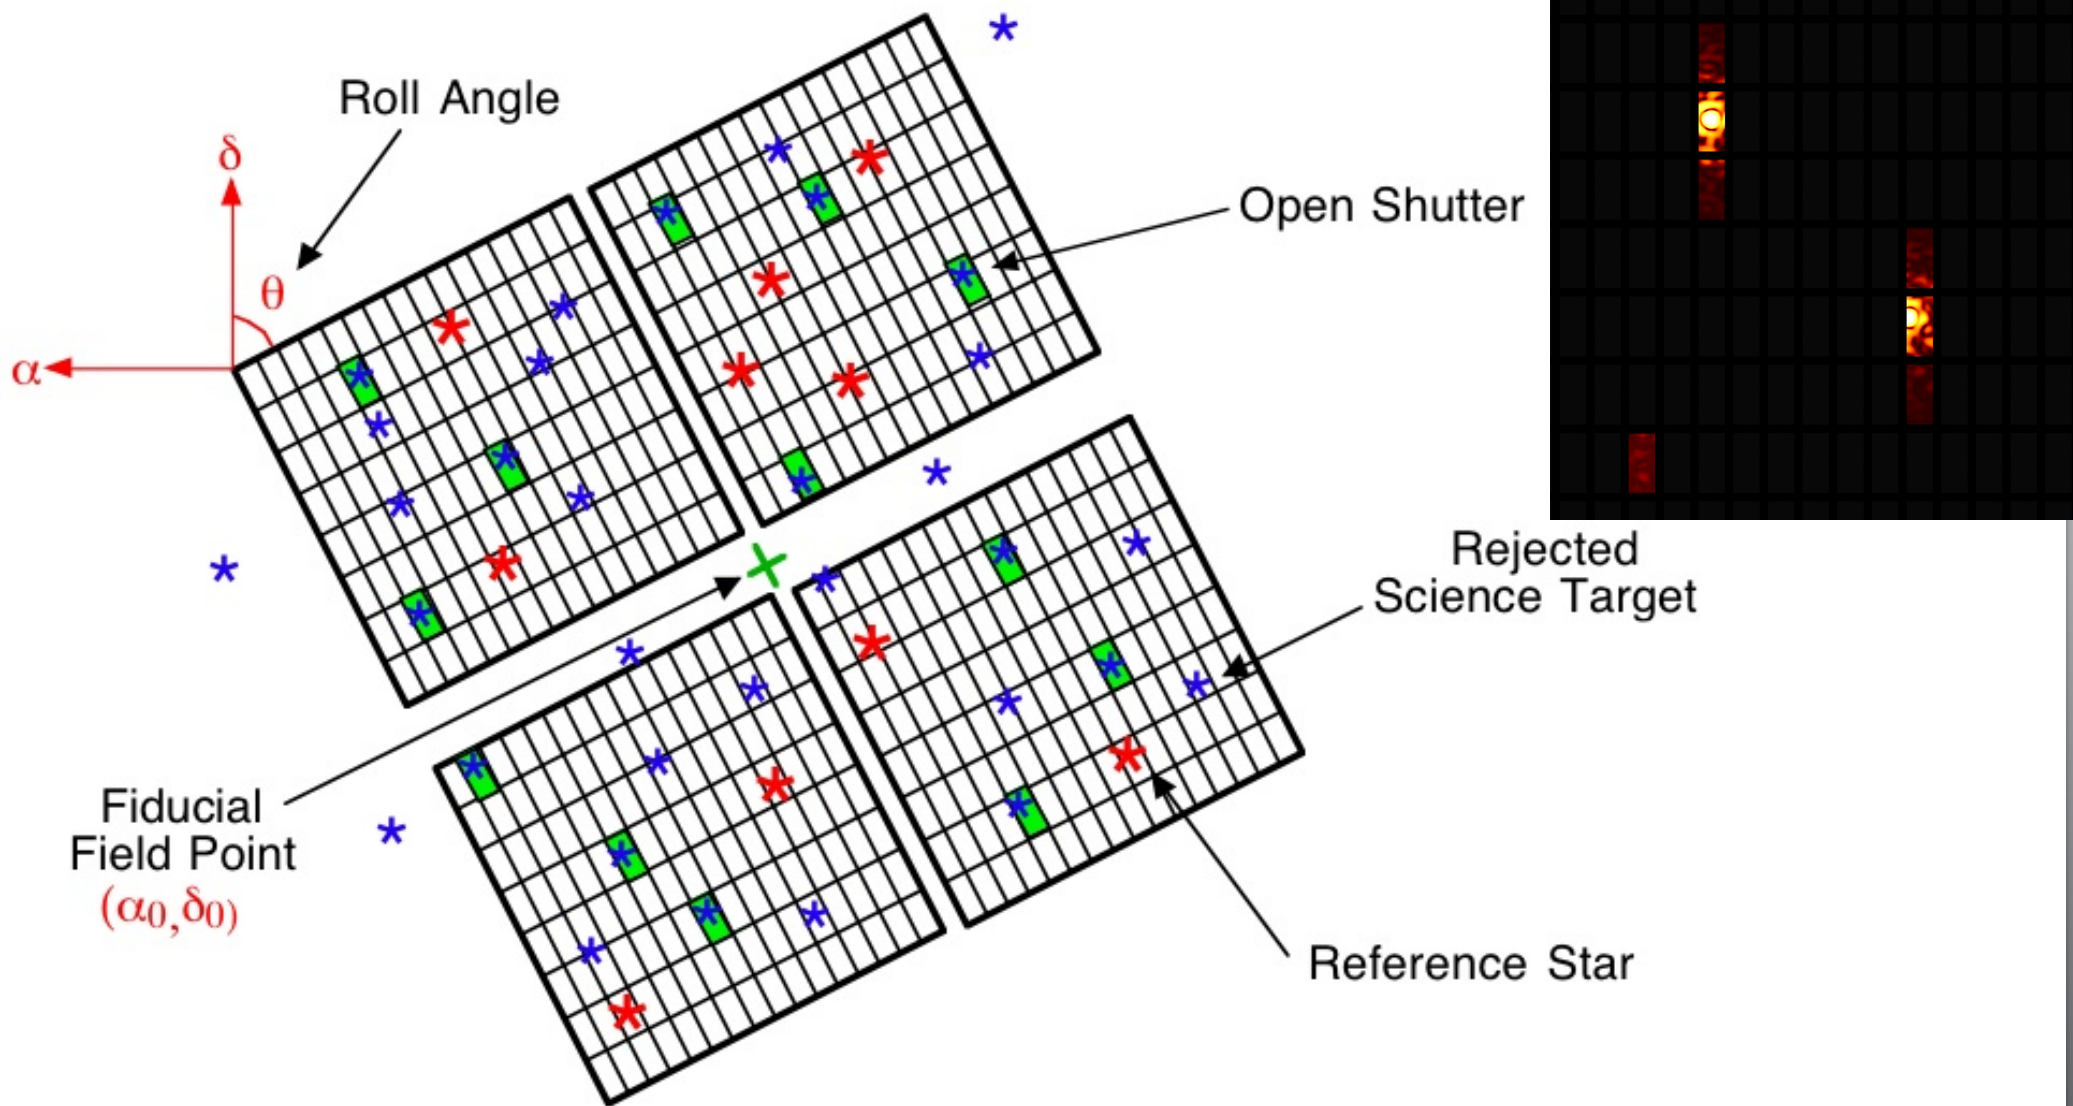 Roll Angle
δ
θ
α
Open Shutter
Rejected
Science Target
Fiducial
Field Point
(α0,δ0)
Reference Star